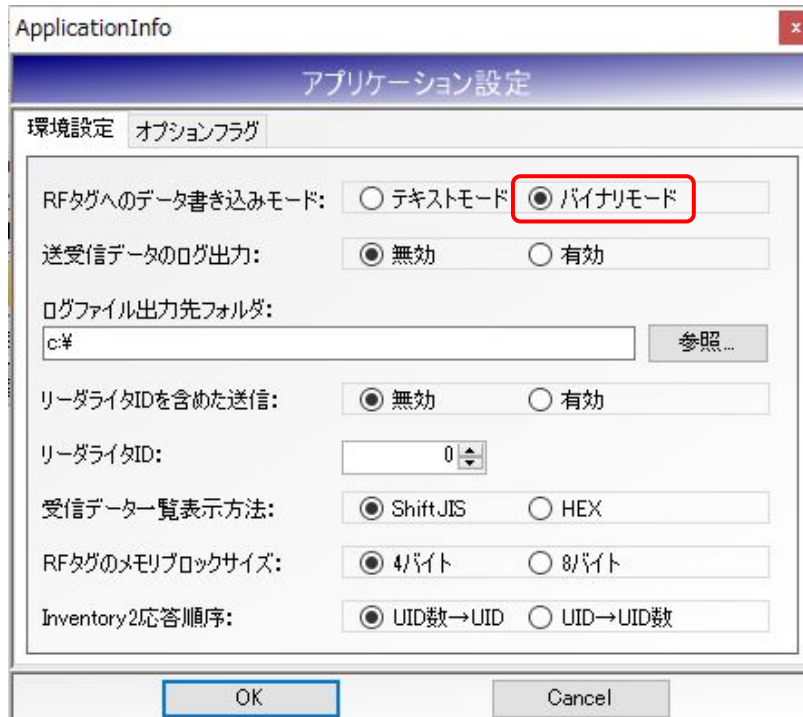 ApplicationInfo
x
アプリケーション設定
環境設定 オプションフラグ
RFタグへのデータ書き込みモード: テキストモード バイナリモード
送受信データのログ出力: 無効 有効
ログファイル出力先フォルダ:
c:¥ 参照...
リーダライタIDを含めた送信: 無効 有効
リーダライタID: 0
受信データ一覧表示方法: ShiftJIS HEX
RFタグのメモリブロックサイズ: 4バイト 8バイト
Inventory2応答順序: UID数→UID UID→UID数
OK Cancel